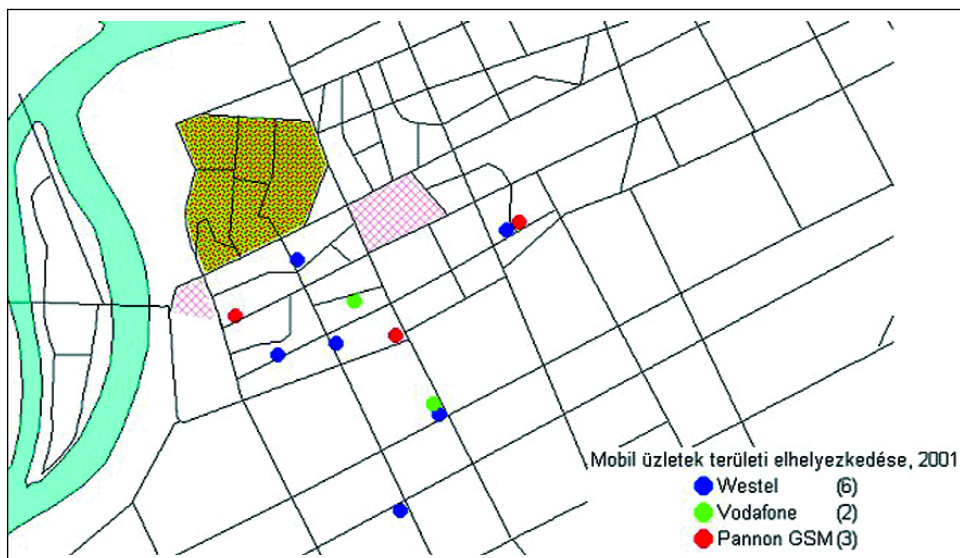 Mobil üzletek területi elhelyezkedése, 2001
Westel (6)
Vodafone (2)
Pannon GSM (3)